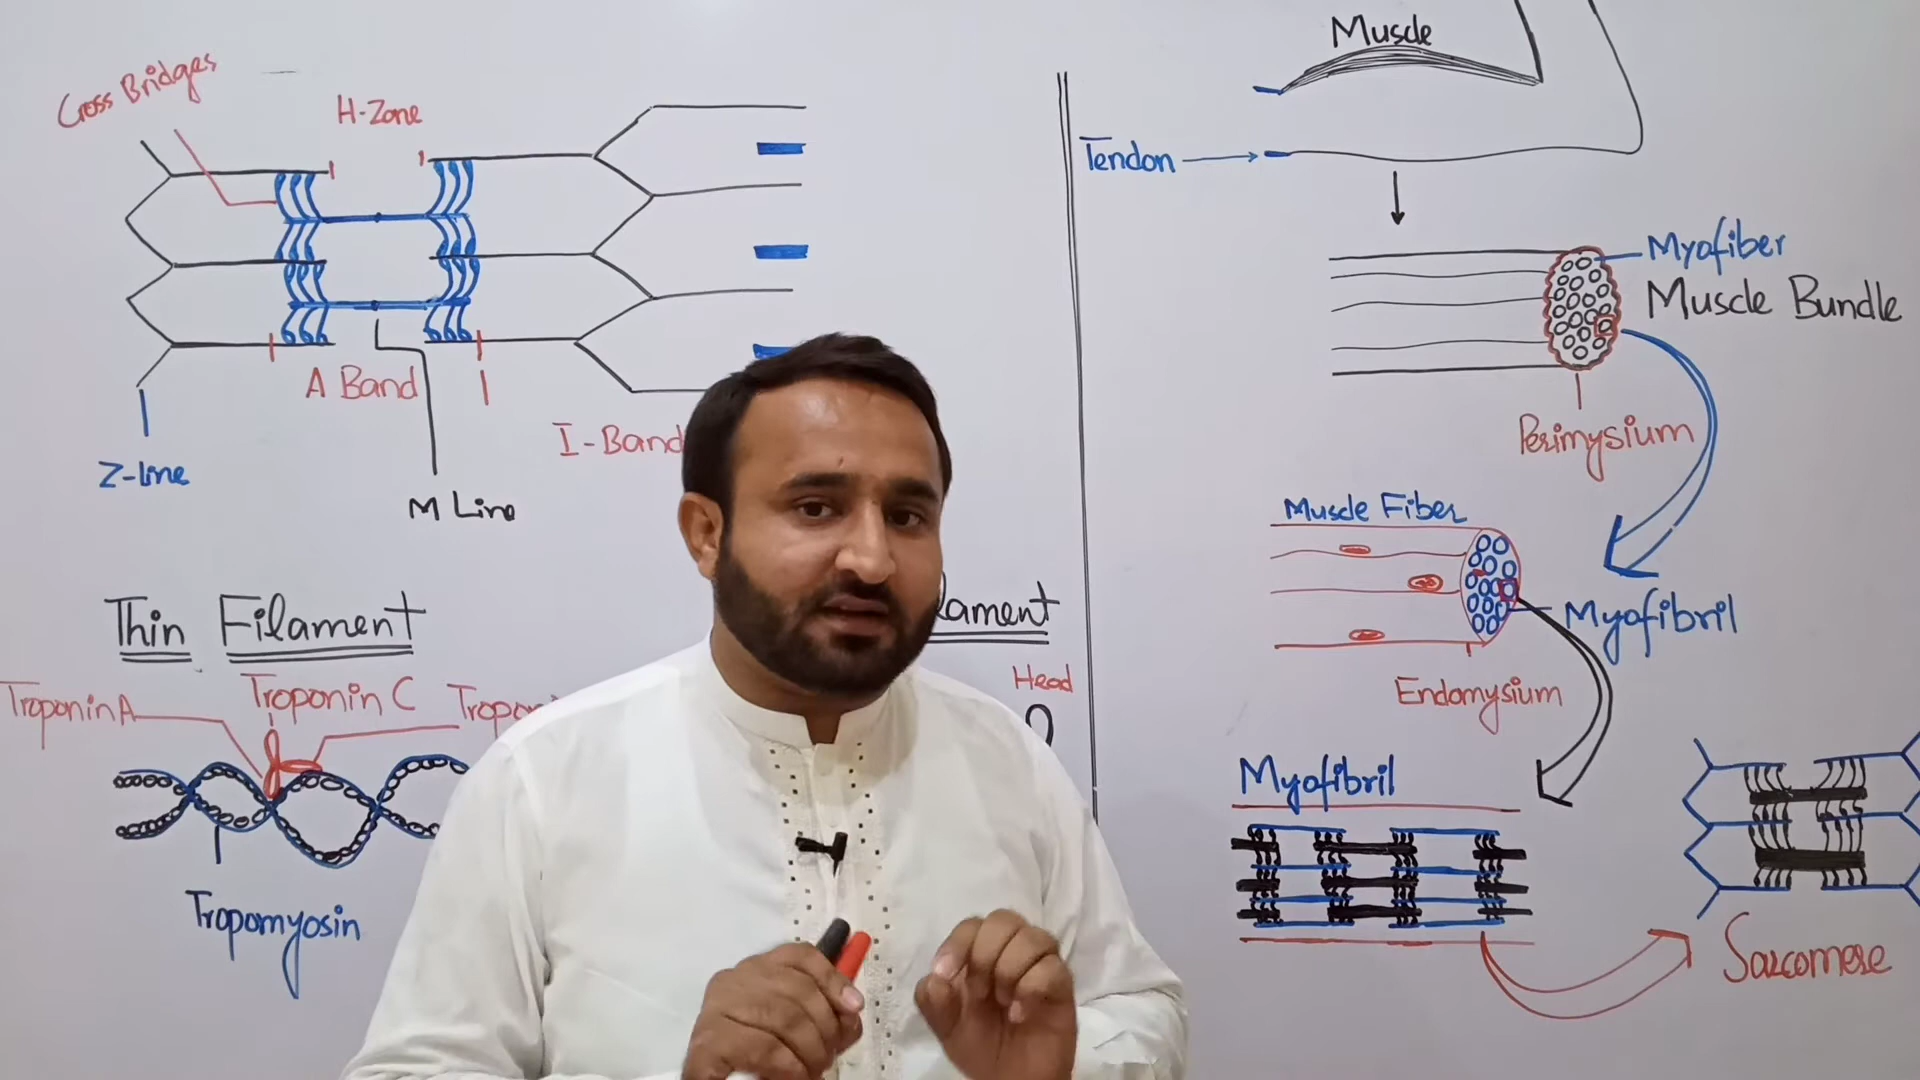 Cross Bridges
H-Zone
A Band
I-Band
Z-Line
M Line
Thin Filament
Troponin A
Troponin C
Tropomyosin
Head
Muscle
Tendon
Myofiber
Muscle Bundle
Perimysium
Muscle Fiber
Myofibril
Endomysium
Myofibril
Sarcomere